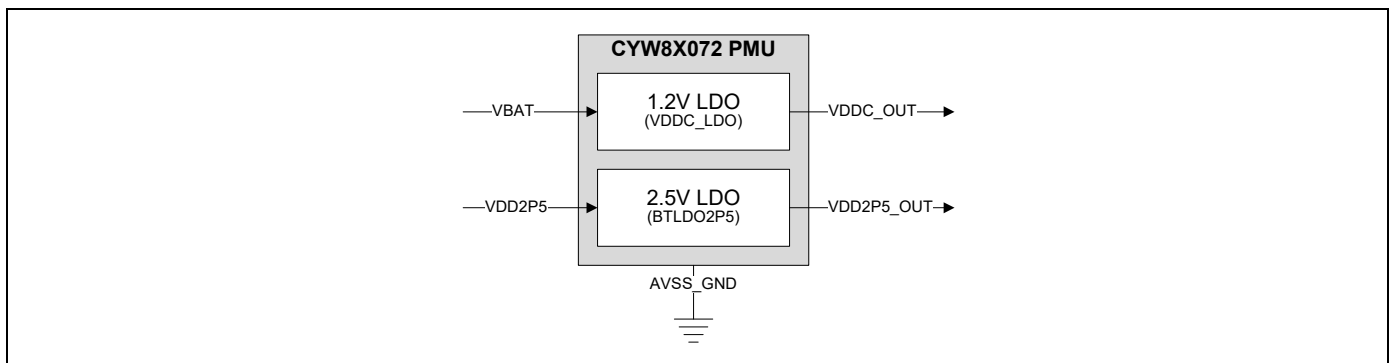 CYW8X072 PMU
VBAT
1.2V LDO
(VDDC_LDO)
VDDC_OUT
VDD2P5
2.5V LDO
(BTLDO2P5)
VDD2P5_OUT
AVSS_GND